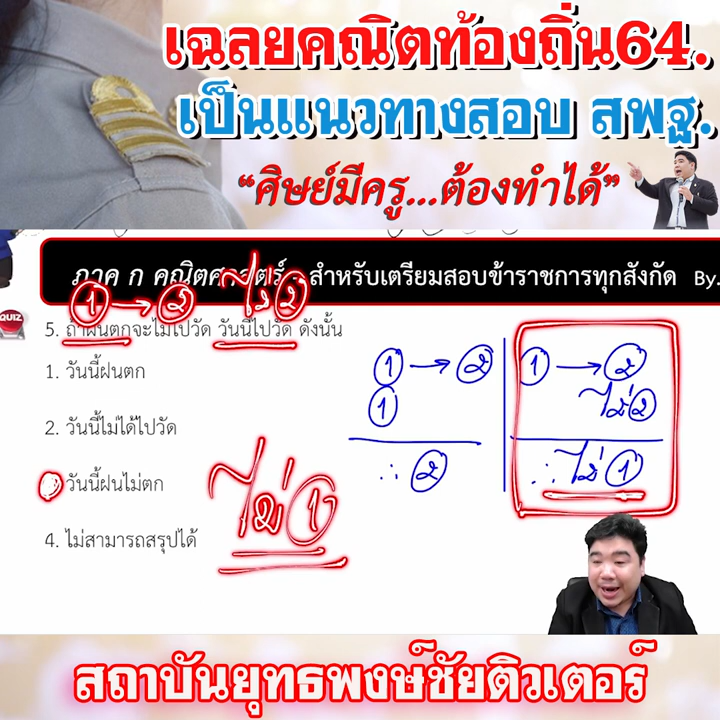 เฉลยคณิตท้องถิ่น64.
เป็นแนวทางสอบ สพฐ.
“ศิษย์มีครู...ต้องทำได้”
ภาค ก คณิตศาสตร์ สำหรับเตรียมสอบข้าราชการทุกสังกัด By.
① → ② ไม่②
QUIZ
5. ถ้าฝนตกจะไม่ไปวัด วันนี้ไปวัด ดังนั้น
1. วันนี้ฝนตก
2. วันนี้ไม่ได้ไปวัด
วันนี้ฝนไม่ตก
4. ไม่สามารถสรุปได้
ไม่①
① → ②
①
∴ ②
① → ②
ไม่②
∴ ไม่①
สถาบันยุทธพงษ์ชัยติวเตอร์